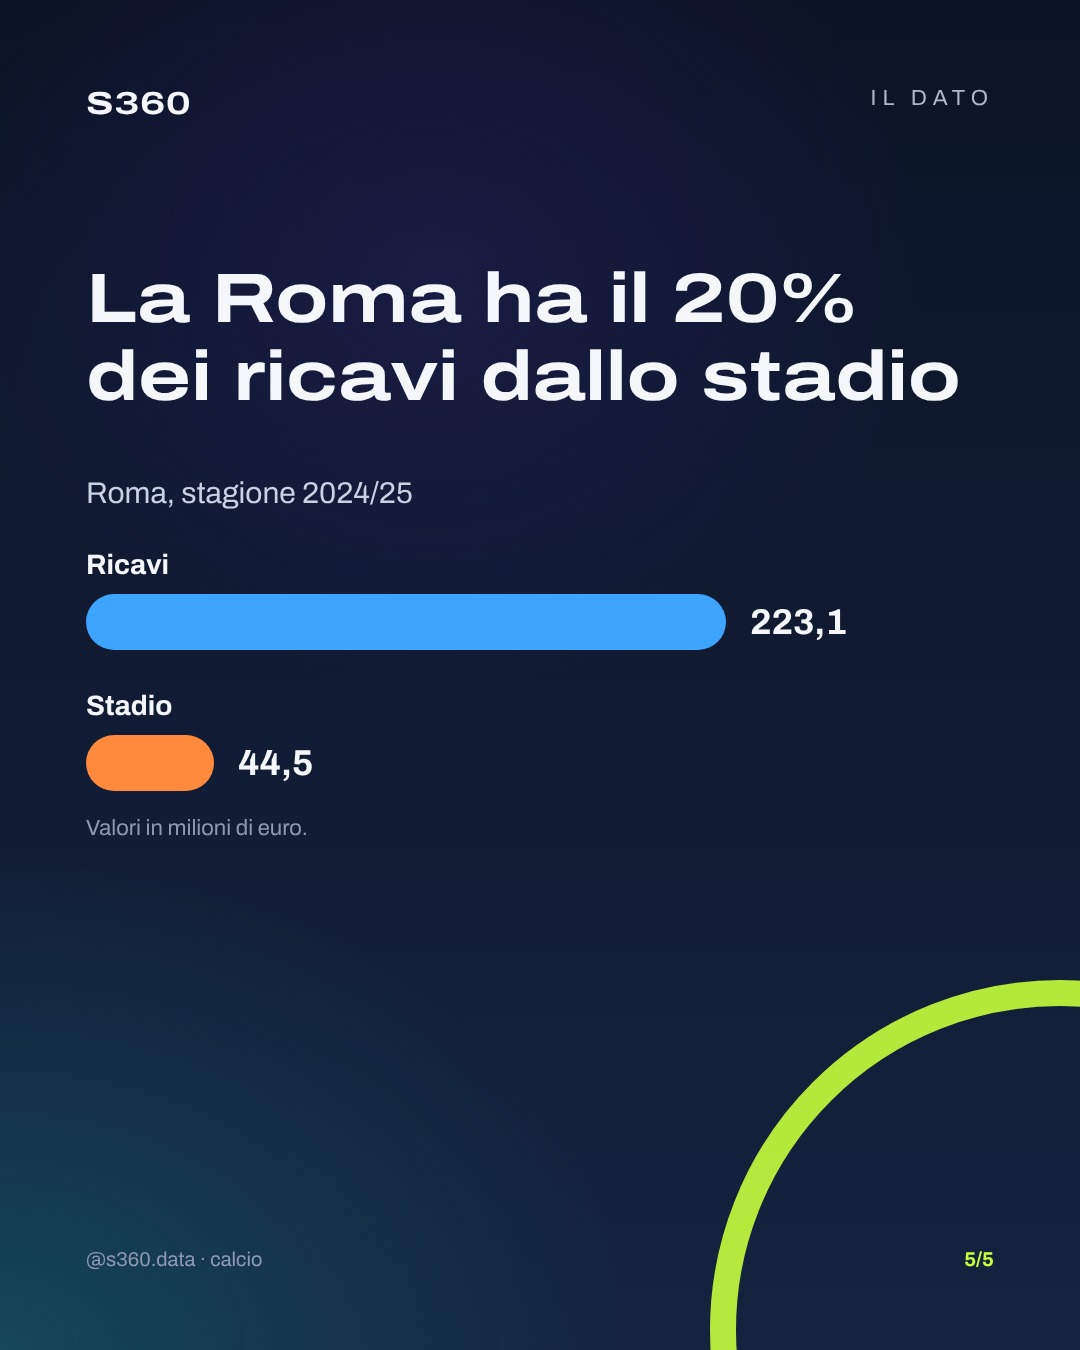 S360
IL DATO
La Roma ha il 20%
dei ricavi dallo stadio
Roma, stagione 2024/25
Ricavi
223,1
Stadio
44,5
Valori in milioni di euro.
@s360.data · calcio
5/5